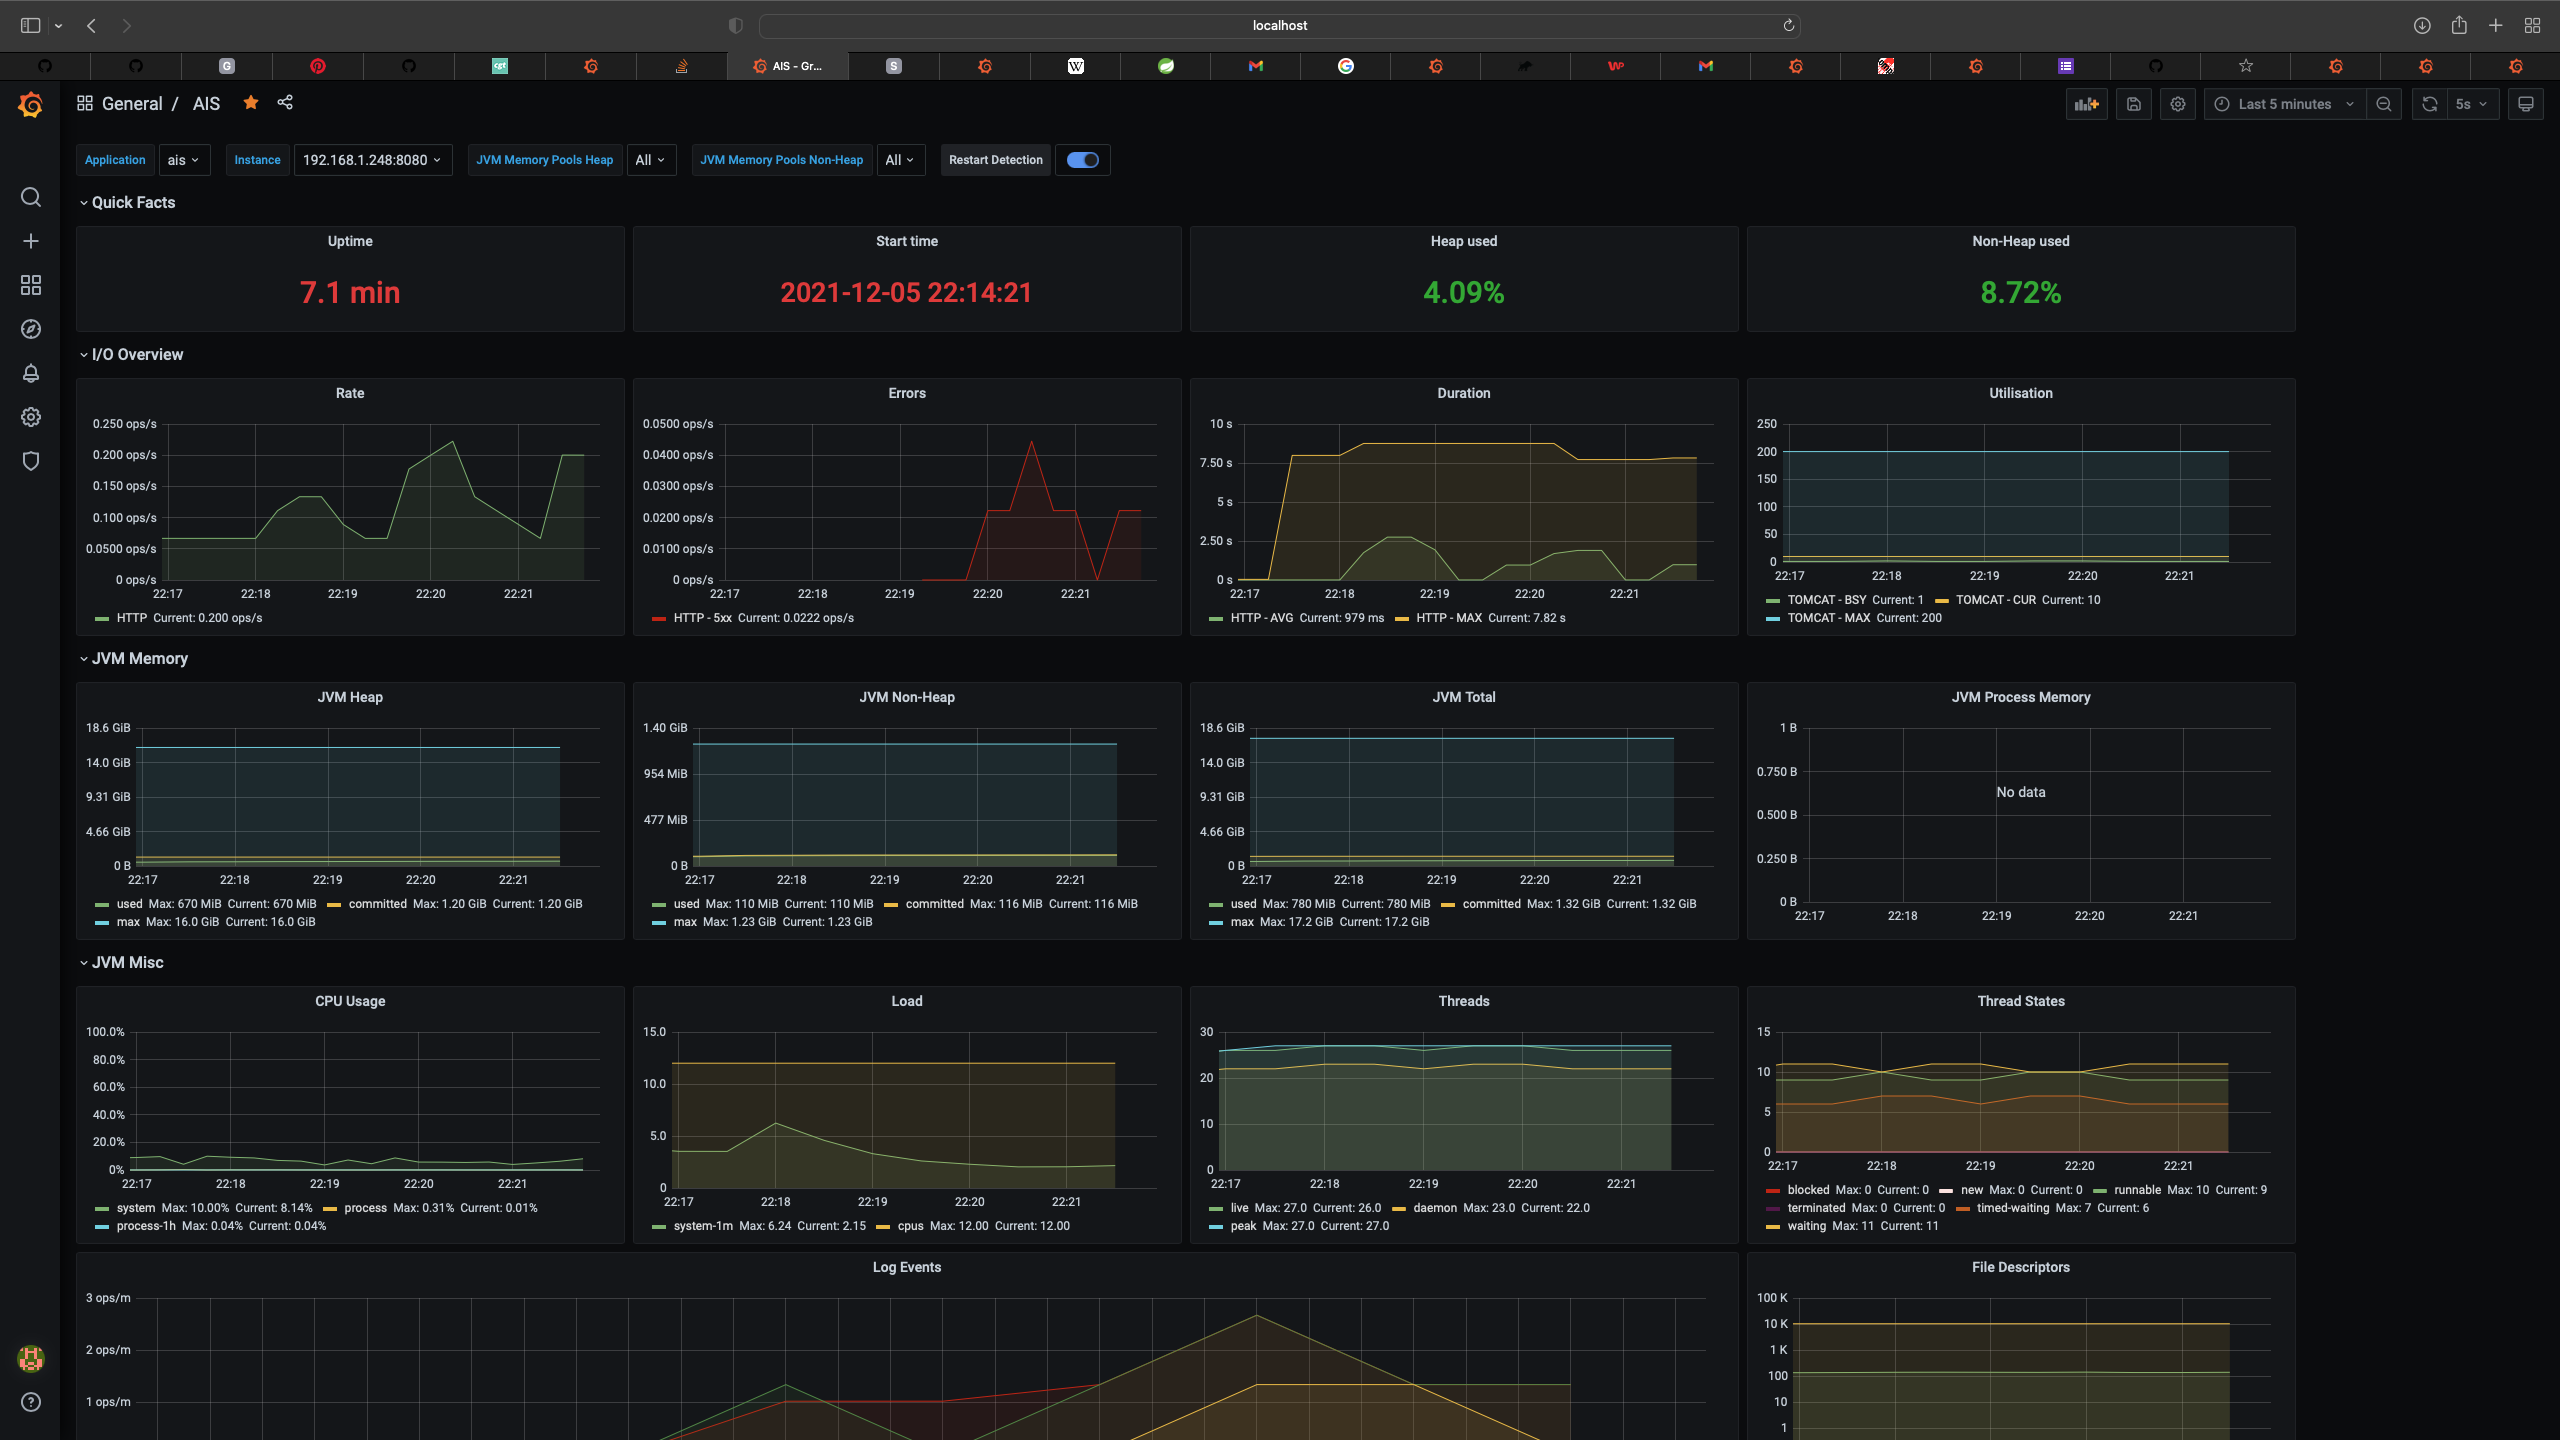 localhost
G
cgt
AIS - Gr...
S
W
G
WP
General / AIS
Last 5 minutes
5s
Application ais Instance 192.168.1.248:8080 JVM Memory Pools Heap All JVM Memory Pools Non-Heap All Restart Detection
Quick Facts
Uptime
7.1 min
Start time
2021-12-05 22:14:21
Heap used
4.09%
Non-Heap used
8.72%
I/O Overview
Rate
0.250 ops/s
0.200 ops/s
0.150 ops/s
0.100 ops/s
0.0500 ops/s
0 ops/s
22:17 22:18 22:19 22:20 22:21
HTTP Current: 0.200 ops/s
Errors
0.0500 ops/s
0.0400 ops/s
0.0300 ops/s
0.0200 ops/s
0.0100 ops/s
0 ops/s
22:17 22:18 22:19 22:20 22:21
HTTP - 5xx Current: 0.0222 ops/s
Duration
10 s
7.50 s
5 s
2.50 s
0 s
22:17 22:18 22:19 22:20 22:21
HTTP - AVG Current: 979 ms HTTP - MAX Current: 7.82 s
Utilisation
250
200
150
100
50
0
22:17 22:18 22:19 22:20 22:21
TOMCAT - BSY Current: 1 TOMCAT - CUR Current: 10
TOMCAT - MAX Current: 200
JVM Memory
JVM Heap
18.6 GiB
14.0 GiB
9.31 GiB
4.66 GiB
0 B
22:17 22:18 22:19 22:20 22:21
used Max: 670 MiB Current: 670 MiB committed Max: 1.20 GiB Current: 1.20 GiB
max Max: 16.0 GiB Current: 16.0 GiB
JVM Non-Heap
1.40 GiB
954 MiB
477 MiB
0 B
22:17 22:18 22:19 22:20 22:21
used Max: 110 MiB Current: 110 MiB committed Max: 116 MiB Current: 116 MiB
max Max: 1.23 GiB Current: 1.23 GiB
JVM Total
18.6 GiB
14.0 GiB
9.31 GiB
4.66 GiB
0 B
22:17 22:18 22:19 22:20 22:21
used Max: 780 MiB Current: 780 MiB committed Max: 1.32 GiB Current: 1.32 GiB
max Max: 17.2 GiB Current: 17.2 GiB
JVM Process Memory
1 B
0.750 B
0.500 B
0.250 B
0 B
No data
22:17 22:18 22:19 22:20 22:21
JVM Misc
CPU Usage
100.0%
80.0%
60.0%
40.0%
20.0%
0%
22:17 22:18 22:19 22:20 22:21
system Max: 10.00% Current: 8.14% process Max: 0.31% Current: 0.01%
process-1h Max: 0.04% Current: 0.04%
Load
15.0
10.0
5.0
0
22:17 22:18 22:19 22:20 22:21
system-1m Max: 6.24 Current: 2.15 cpus Max: 12.00 Current: 12.00
Threads
30
20
10
0
22:17 22:18 22:19 22:20 22:21
live Max: 27.0 Current: 26.0 daemon Max: 23.0 Current: 22.0
peak Max: 27.0 Current: 27.0
Thread States
15
10
5
0
22:17 22:18 22:19 22:20 22:21
blocked Max: 0 Current: 0 new Max: 0 Current: 0 runnable Max: 10 Current: 9
terminated Max: 0 Current: 0 timed-waiting Max: 7 Current: 6
waiting Max: 11 Current: 11
Log Events
3 ops/m
2 ops/m
1 ops/m
File Descriptors
100 K
10 K
1 K
100
10
1